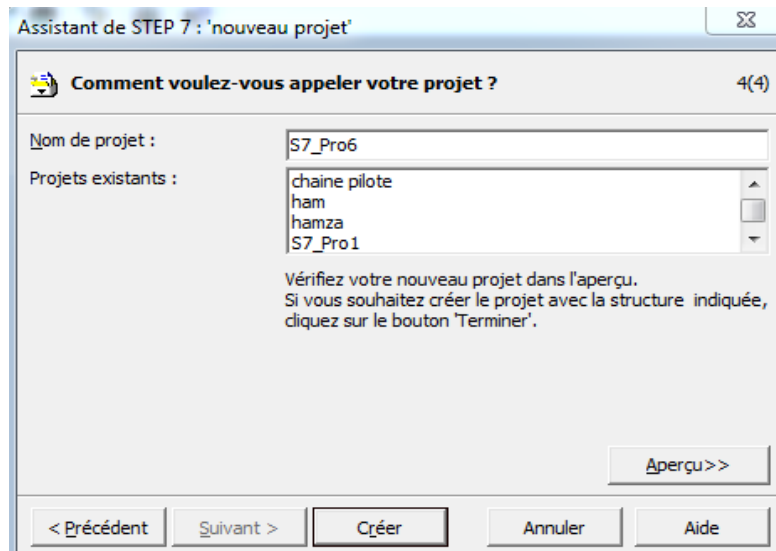 Assistant de STEP 7 : 'nouveau projet'
Comment voulez-vous appeler votre projet ? 4(4)
Nom de projet : S7_Pro6
Projets existants : chaine pilote
ham
hamza
S7_Pro1
Vérifiez votre nouveau projet dans l'aperçu.
Si vous souhaitez créer le projet avec la structure indiquée,
cliquez sur le bouton 'Terminer'.
Aperçu>>
< Précédent Suivant > Créer Annuler Aide